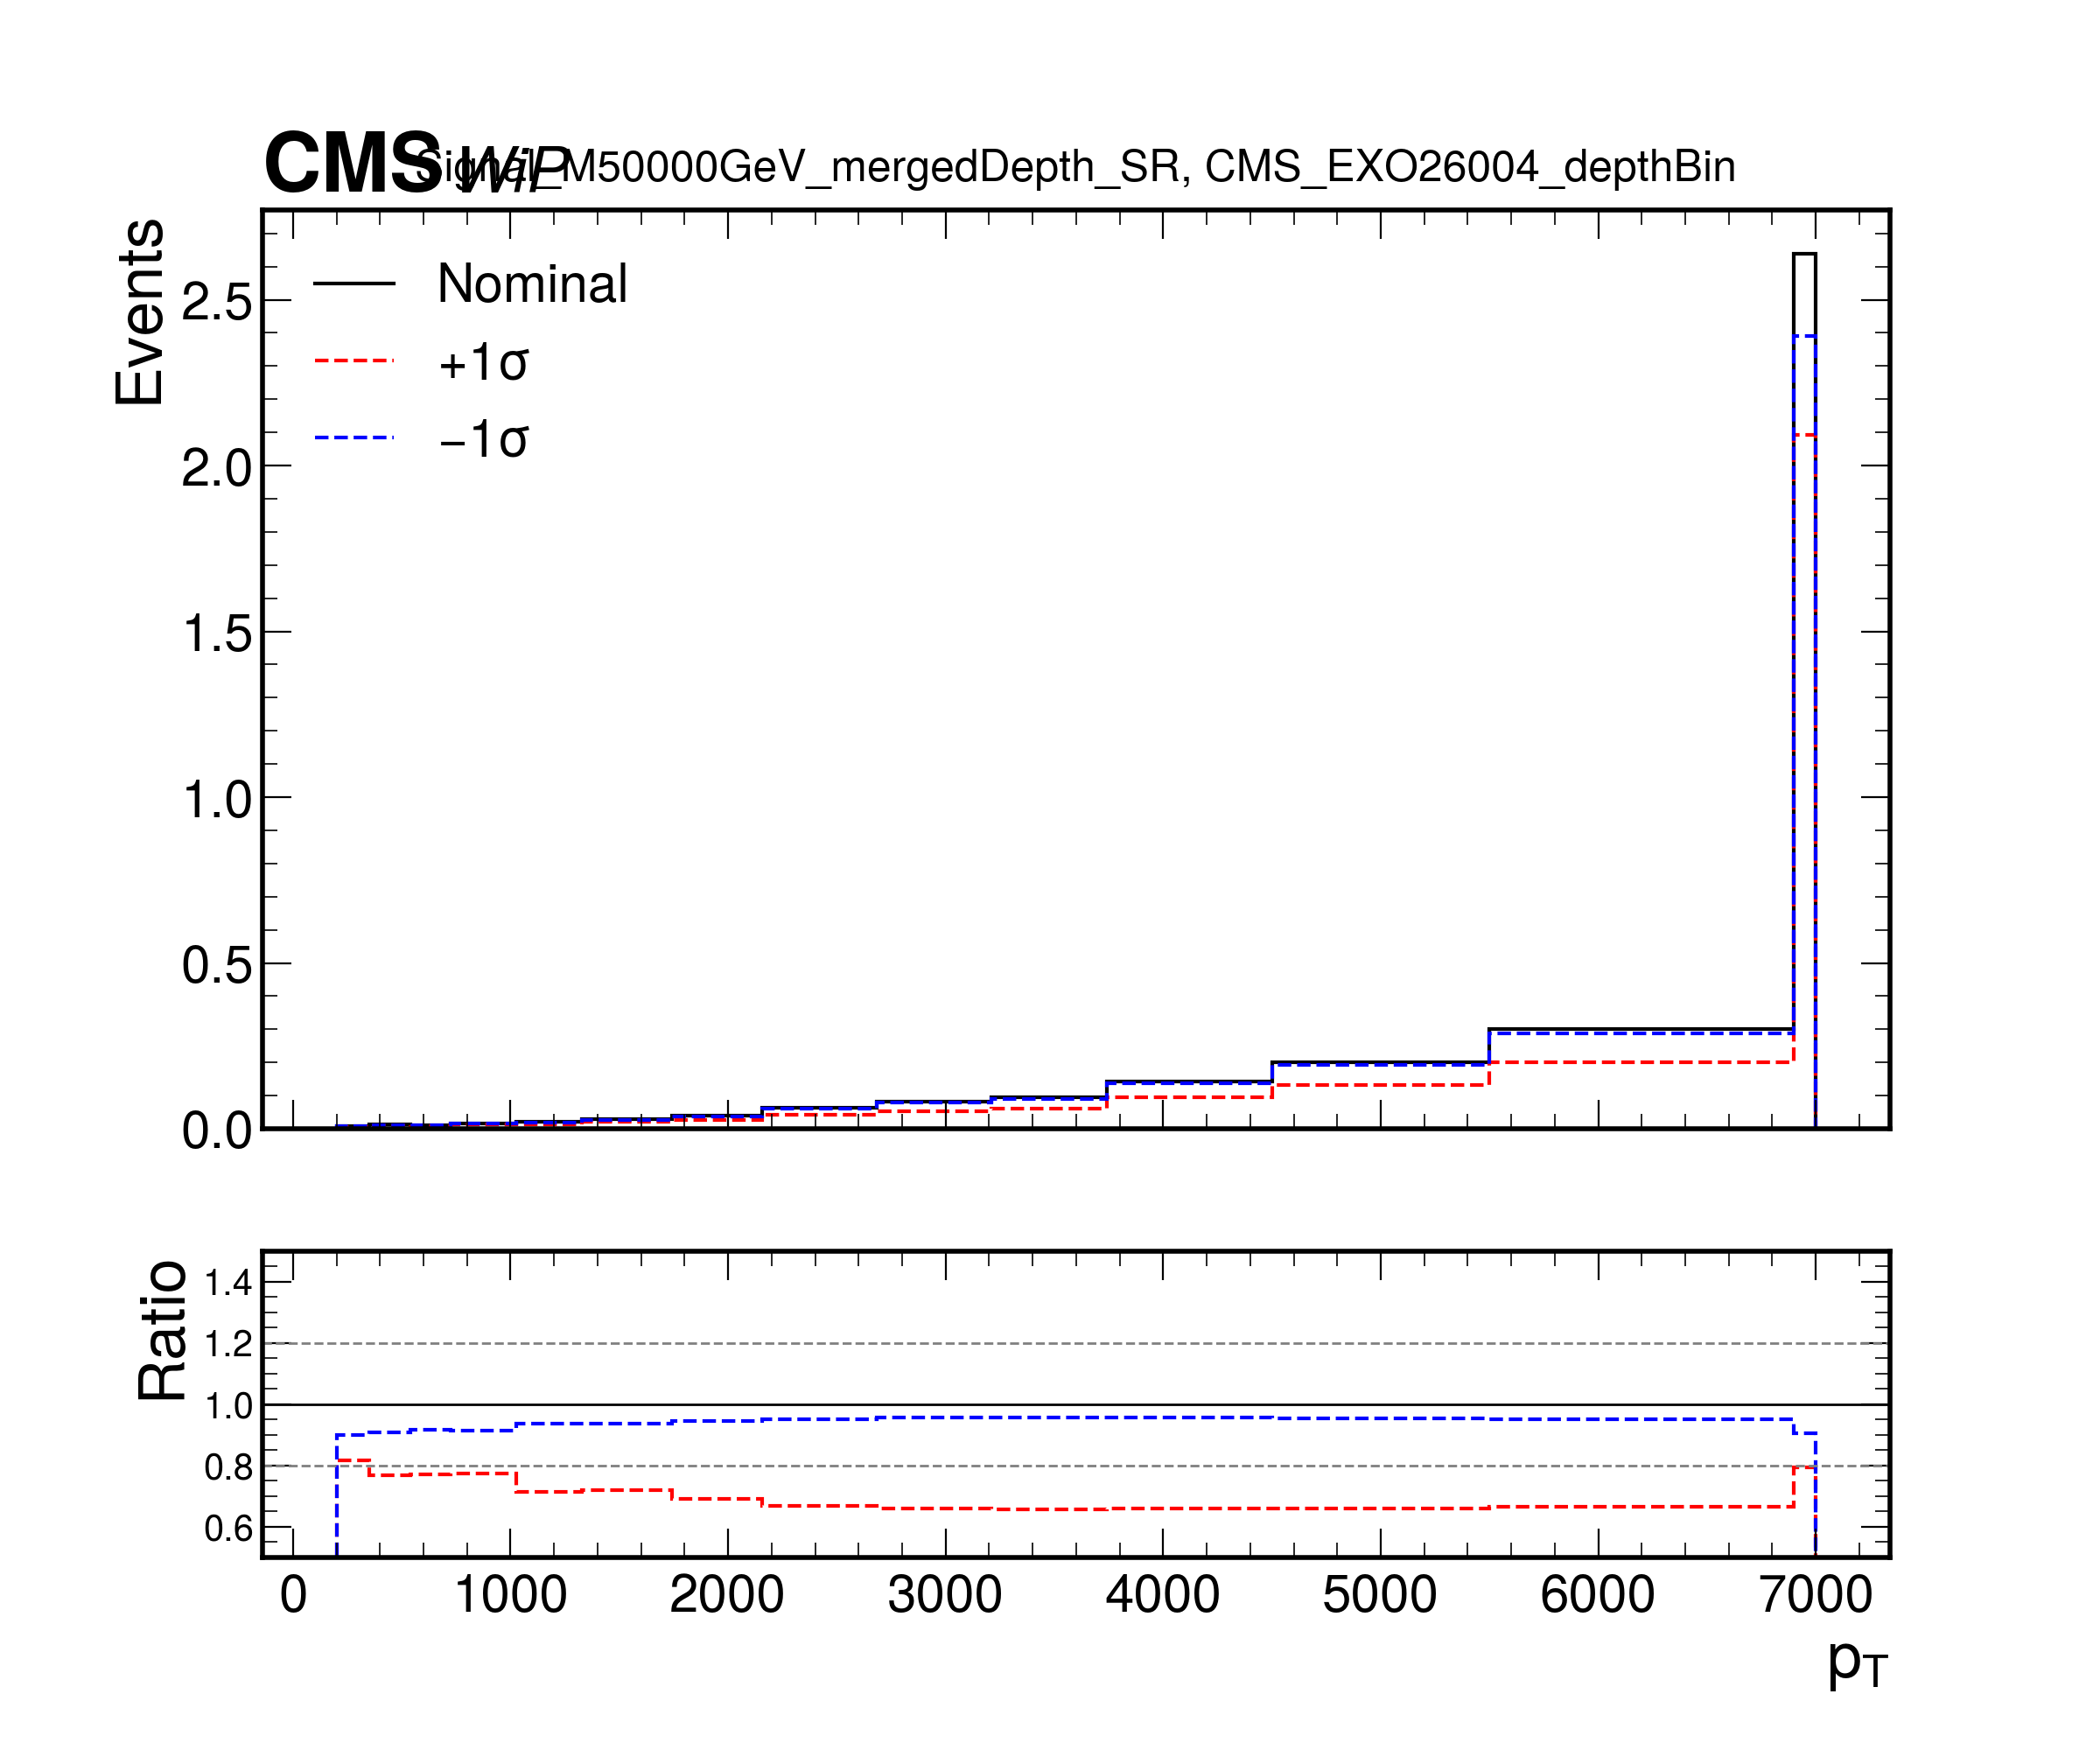 CMS WiP Signal_M50000GeV_mergedDepth_SR, CMS_EXO26004_depthBin
Events
Nominal
+1σ
−1σ
2.5
2.0
1.5
1.0
0.5
0.0
Ratio
1.4
1.2
1.0
0.8
0.6
0 1000 2000 3000 4000 5000 6000 7000
pT